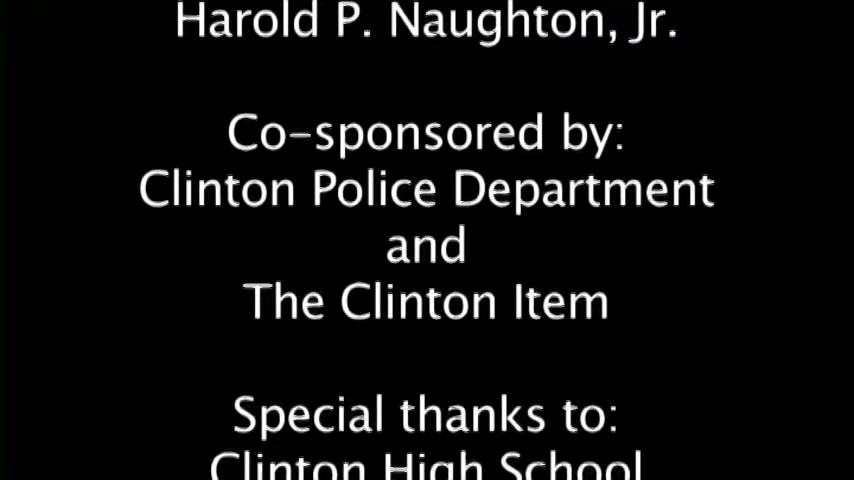 Harold P. Naughton, Jr.
Co-sponsored by:
Clinton Police Department
and
The Clinton Item
Special thanks to:
Clinton High School